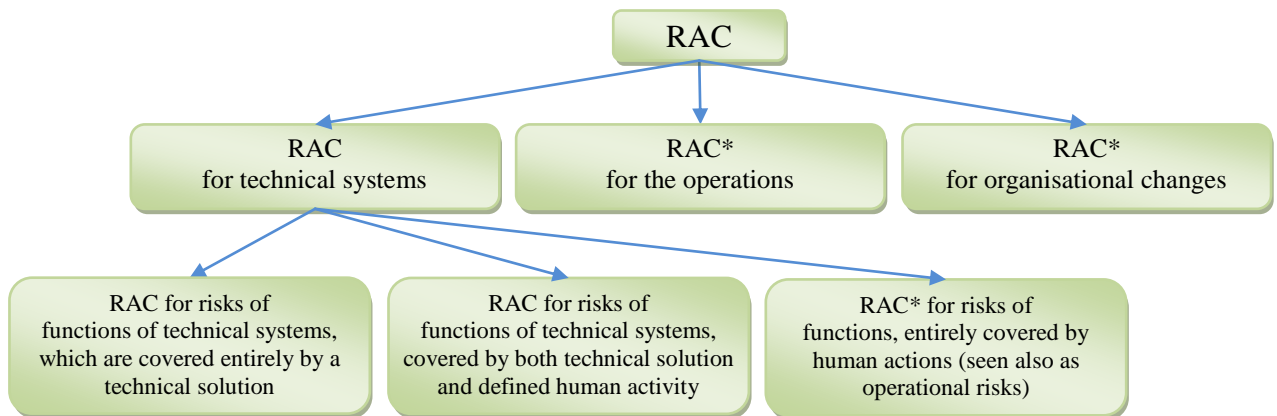 RAC
RAC
for technical systems
RAC*
for the operations
RAC*
for organisational changes
RAC for risks of
functions of technical systems,
which are covered entirely by a
technical solution
RAC for risks of
functions of technical systems,
covered by both technical solution
and defined human activity
RAC* for risks of
functions, entirely covered by
human actions (seen also as
operational risks)